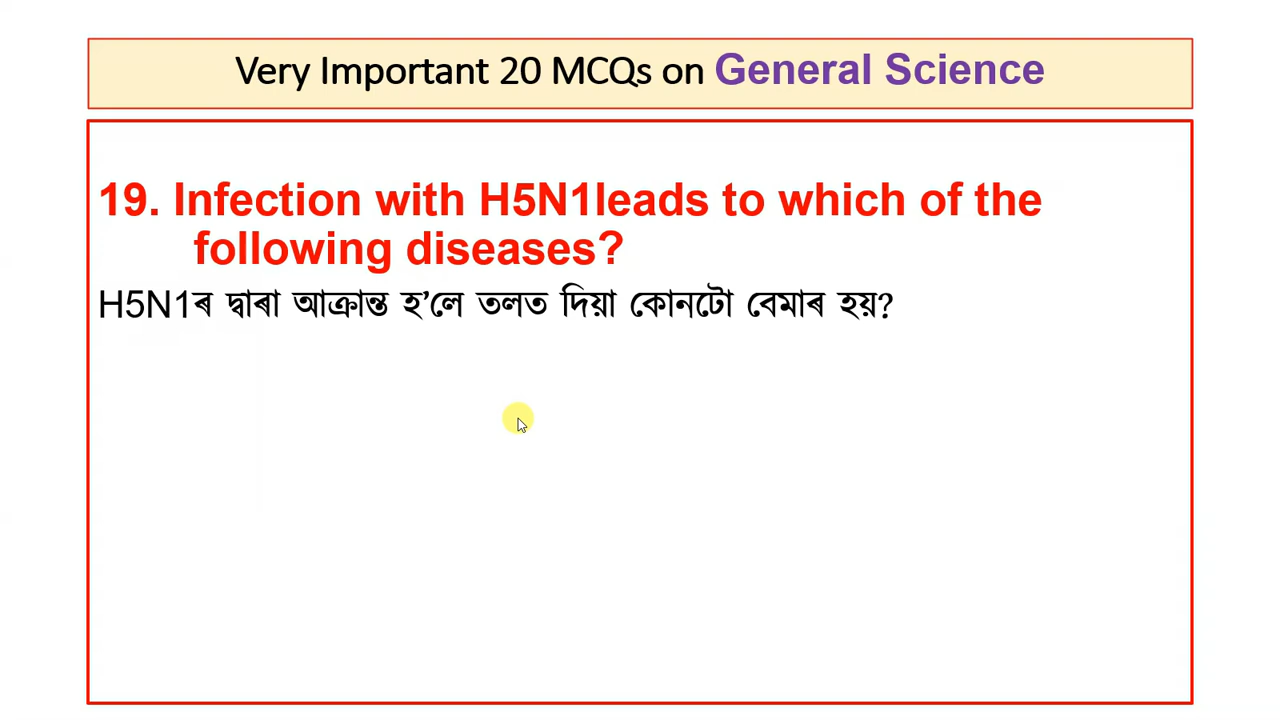 Very Important 20 MCQs on General Science
19. Infection with H5N1leads to which of the
following diseases?
H5N1ৰ দ্বাৰা আক্ৰান্ত হ’লে তলত দিয়া কোনটো বেমাৰ হয়?